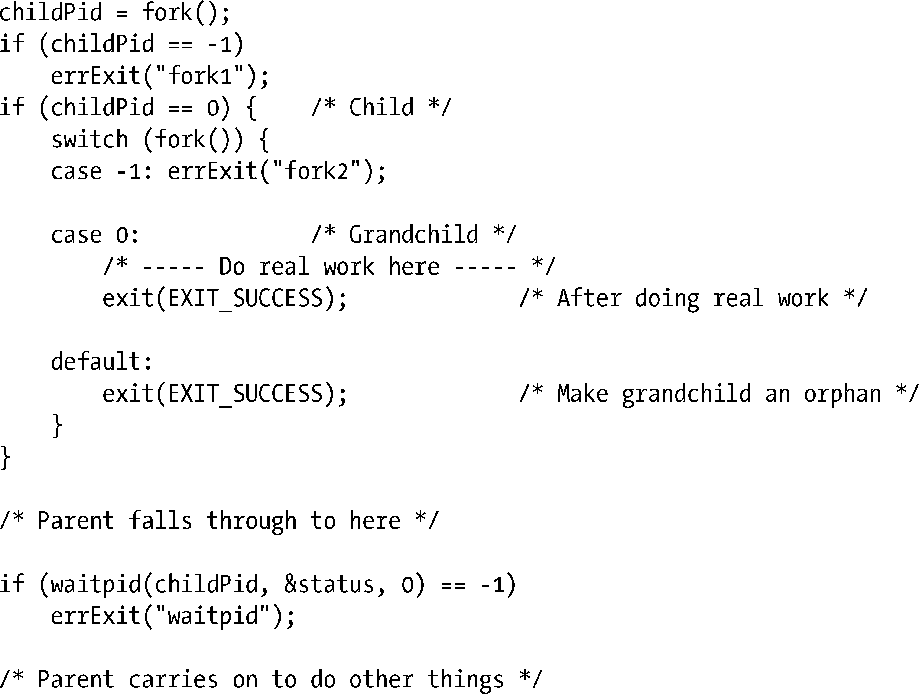 childPid = fork();
if (childPid == -1)
    errExit("fork1");
if (childPid == 0) {    /* Child */
    switch (fork()) {
    case -1: errExit("fork2");

    case 0:             /* Grandchild */
        /* ----- Do real work here ----- */
        exit(EXIT_SUCCESS);             /* After doing real work */

    default:
        exit(EXIT_SUCCESS);             /* Make grandchild an orphan */
    }
}

/* Parent falls through to here */

if (waitpid(childPid, &status, 0) == -1)
    errExit("waitpid");

/* Parent carries on to do other things */